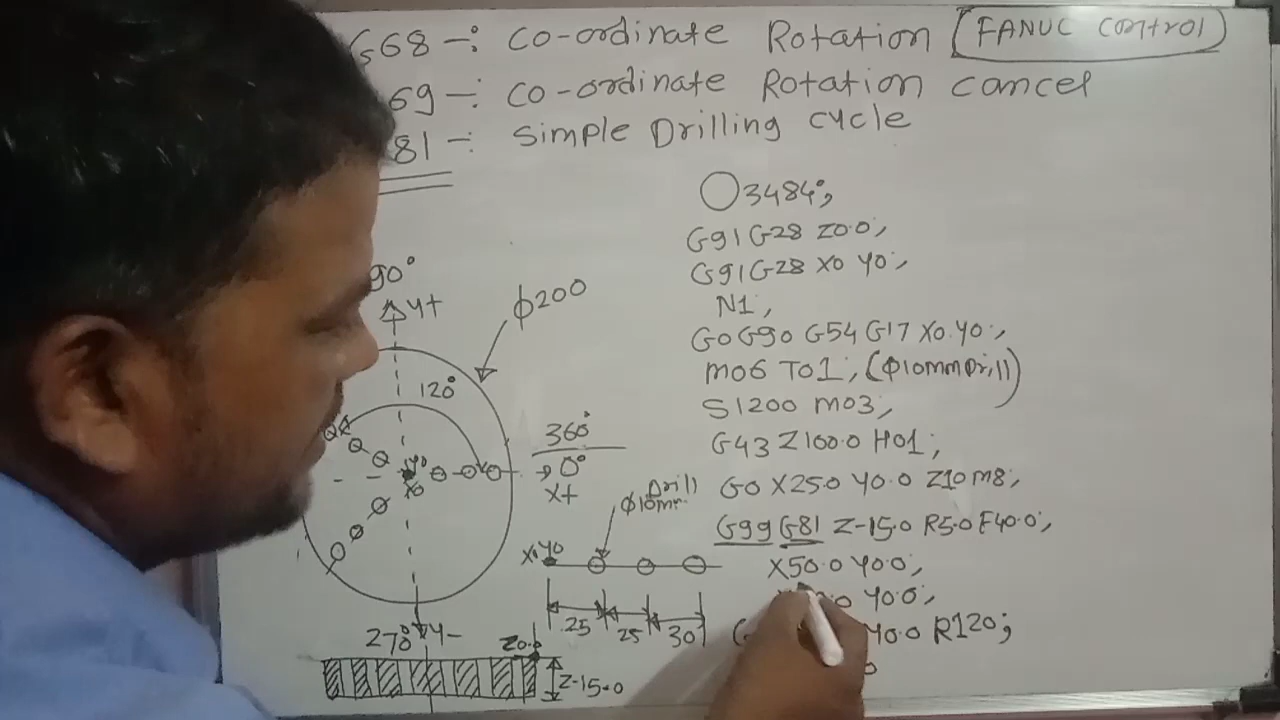 G68 -: CO-ordinate Rotation (FANUC control)
69 -: CO-ordinate Rotation cancel
81 -: Simple Drilling cycle
O3484;
G91 G28 Z0.0;
G91 G28 X0 Y0;
N1;
G0 G90 G54 G17 X0. Y0;
M06 T01; (φ10mm Drill)
S1200 M03;
G43 Z100.0 H01;
G0 X25.0 Y0.0 Z10 M8;
G99 G81 Z-15.0 R5.0 F40.0;
X50.0 Y0.0;
Y0.0;
Y0.0 R120;
90°
Y+
φ200
120°
360°
0°
X+
Y0
X0
270°
Y-
Drill
φ10mm
X0 Y0
25
25
30
Z0.0
Z-15.0